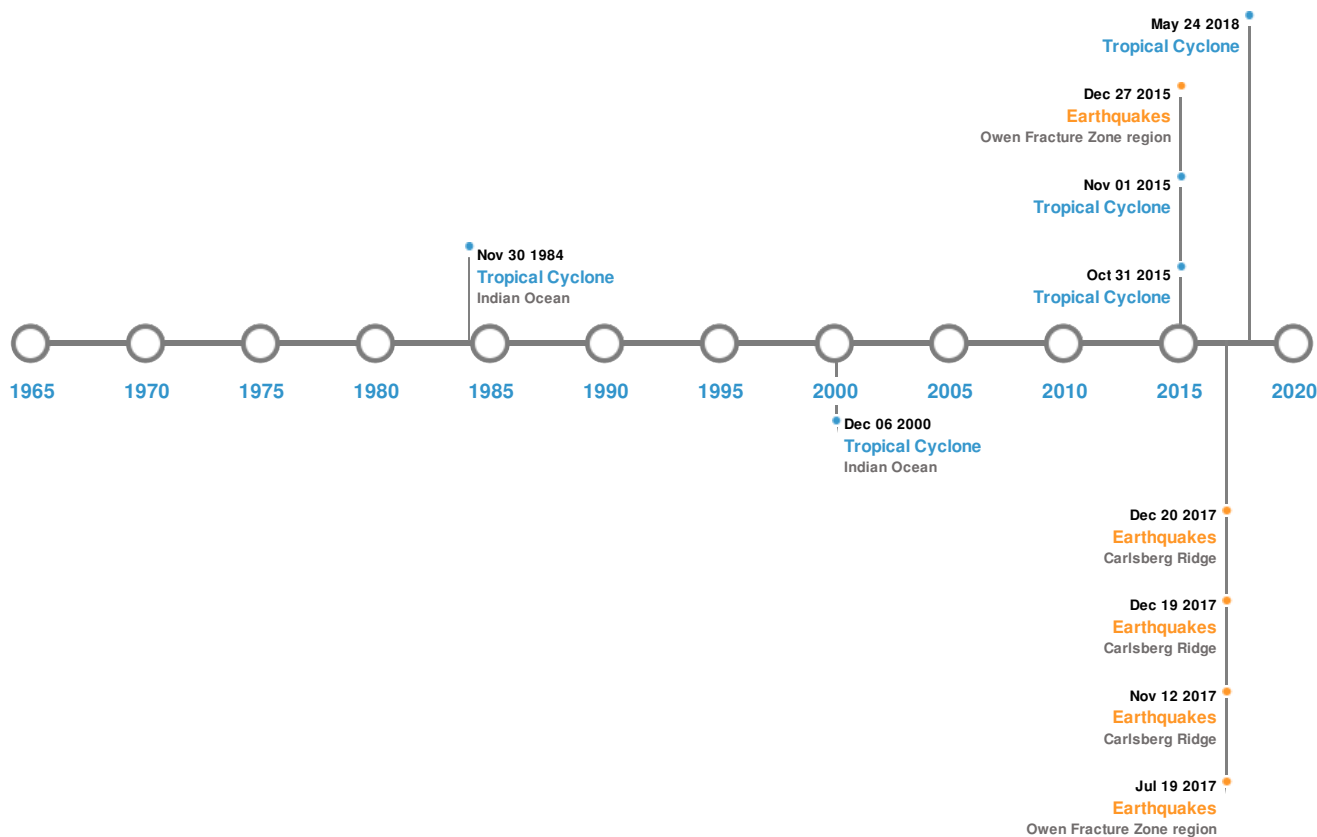 May 24 2018
Tropical Cyclone
Dec 27 2015
Earthquakes
Owen Fracture Zone region
Nov 01 2015
Tropical Cyclone
Nov 30 1984
Tropical Cyclone
Indian Ocean
Oct 31 2015
Tropical Cyclone
1965 1970 1975 1980 1985 1990 1995 2000 2005 2010 2015 2020
Dec 06 2000
Tropical Cyclone
Indian Ocean
Dec 20 2017
Earthquakes
Carlsberg Ridge
Dec 19 2017
Earthquakes
Carlsberg Ridge
Nov 12 2017
Earthquakes
Carlsberg Ridge
Jul 19 2017
Earthquakes
Owen Fracture Zone region